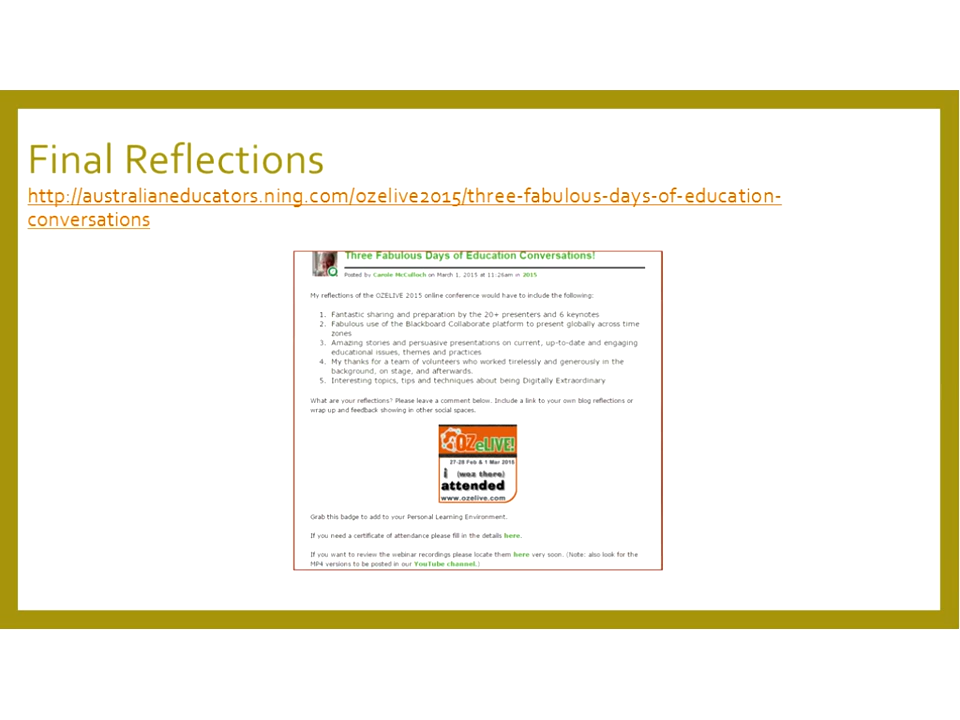 Final Reflections
http://australianeducators.ning.com/ozelive2015/three-fabulous-days-of-education-
conversations
Three Fabulous Days of Education Conversations!
Posted by Camile McCulloch on March 1, 2015 at 11:26am in 2015
My reflections of the OZELIVE 2015 online conference would have to include the following:
1. Fantastic sharing and preparation by the 20+ presenters and 6 keynotes
2. Fabulous use of the Blackboard Collaborate platform to present globally across time
zones
3. Amazing stories and persuasive presentations on current, up-to-date and engaging
educational issues, themes and practices
4. My thanks for a team of volunteers who worked tirelessly and generously in the
background, on stage, and afterwards.
5. Interesting topics, tips and techniques about being Digitally Extraordinary
What are your reflections? Please leave a comment below. Include a link to your own blog reflections or
wrap up and feedback showing in other social spaces.
OZeLIVE!
27-28 Feb & 1 Mar 2015
i (woz there)
attended
www.ozelive.com
Grab this badge to add to your Personal Learning Environment.
If you need a certificate of attendance please fill in the details here.
If you want to review the webinar recordings please locate them here very soon. (Note: also look for the
MP4 versions to be posted in our YouTube channel.)